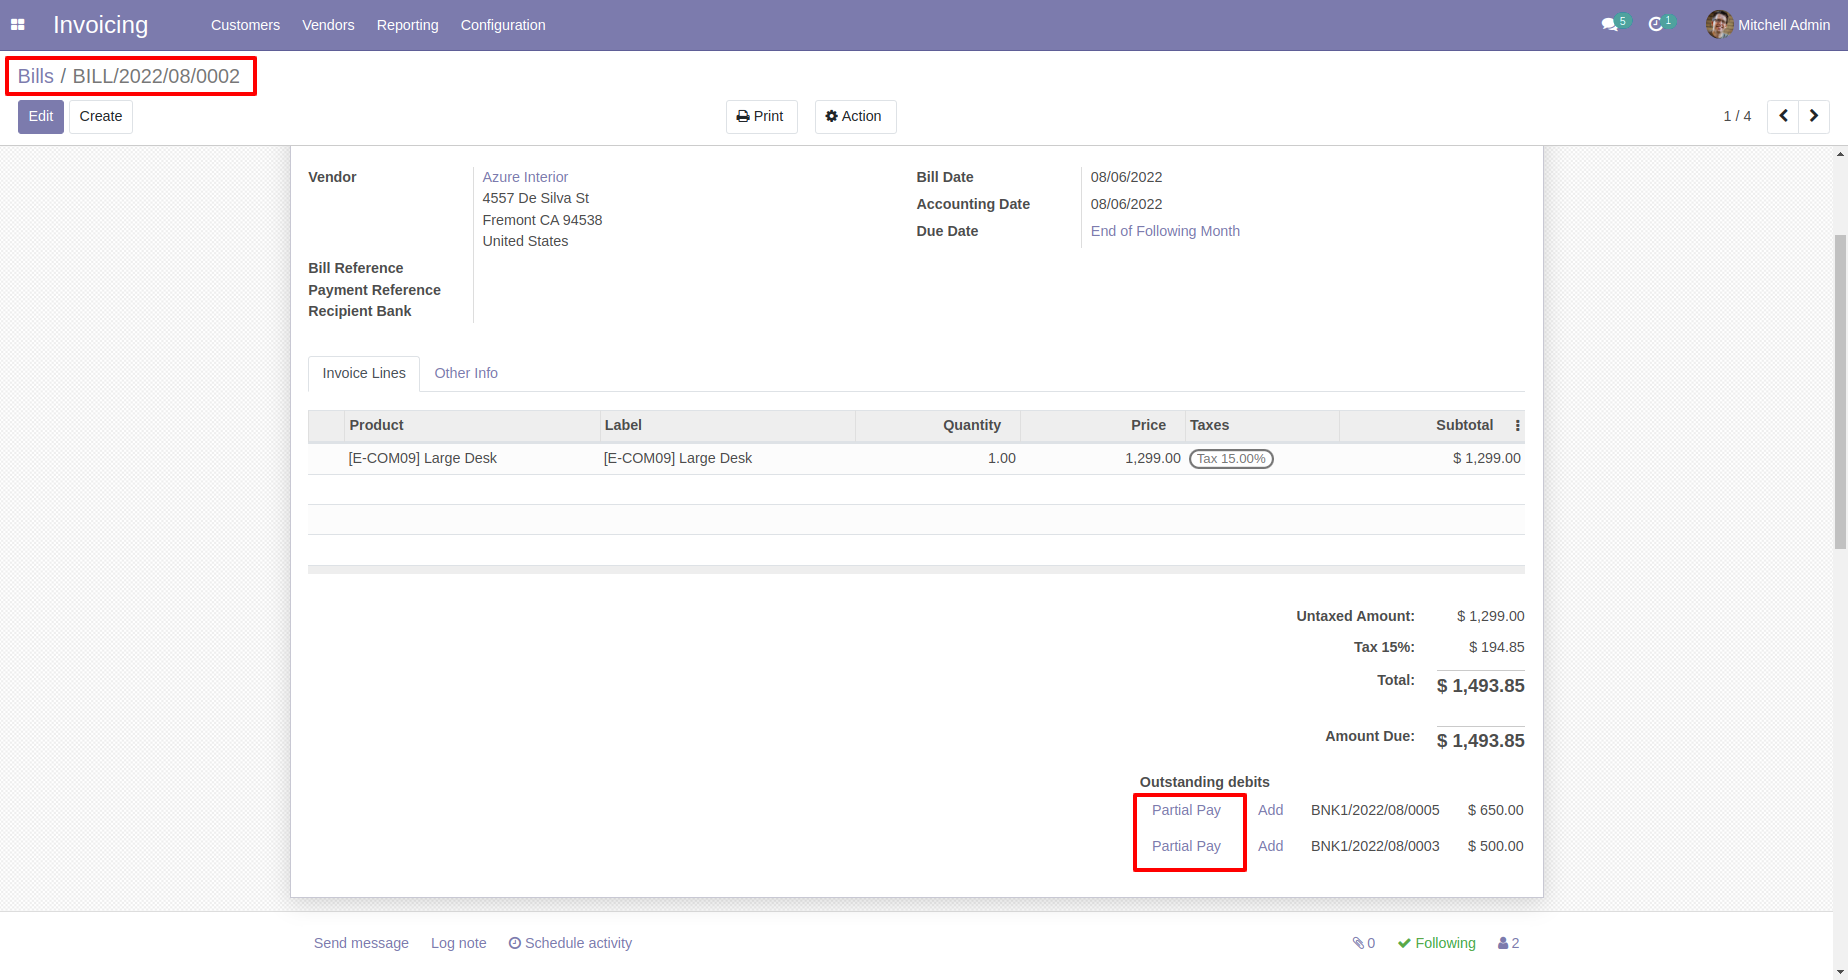 Invoicing Customers Vendors Reporting Configuration 5 1 Mitchell Admin
Bills / BILL/2022/08/0002
Edit Create Print Action 1 / 4
Vendor Azure Interior Bill Date 08/06/2022
4557 De Silva St Accounting Date 08/06/2022
Fremont CA 94538 Due Date End of Following Month
United States
Bill Reference
Payment Reference
Recipient Bank
Invoice Lines Other Info
Product Label Quantity Price Taxes Subtotal
[E-COM09] Large Desk [E-COM09] Large Desk 1.00 1,299.00 Tax 15.00% $ 1,299.00
Untaxed Amount: $ 1,299.00
Tax 15%: $ 194.85
Total: $ 1,493.85
Amount Due: $ 1,493.85
Outstanding debits
Partial Pay Add BNK1/2022/08/0005 $ 650.00
Partial Pay Add BNK1/2022/08/0003 $ 500.00
Send message Log note Schedule activity 0 Following 2